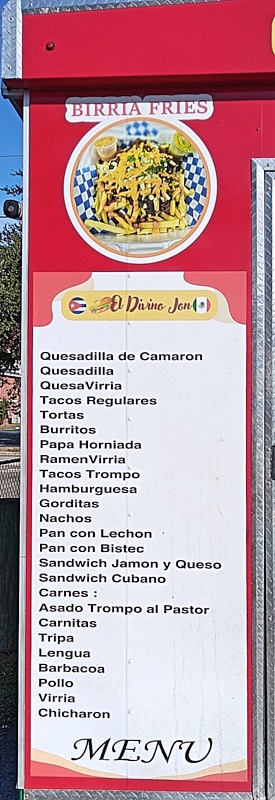 BIRRIA FRIES
El Divino Jon
Quesadilla de Camaron
Quesadilla
QuesaVirria
Tacos Regulares
Tortas
Burritos
Papa Horniada
RamenVirria
Tacos Trompo
Hamburguesa
Gorditas
Nachos
Pan con Lechon
Pan con Bistec
Sandwich Jamon y Queso
Sandwich Cubano
Carnes :
Asado Trompo al Pastor
Carnitas
Tripa
Lengua
Barbacoa
Pollo
Virria
Chicharon
MENU